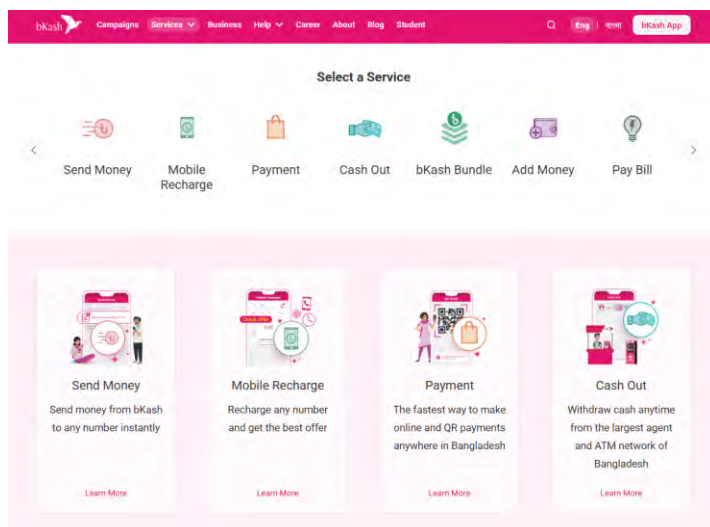 bKash
Campaigns Services Business Help Career About Blog Student
Eng বাংলা bKash App
Select a Service
Send Money
Mobile
Recharge
Payment
Cash Out
bKash Bundle
Add Money
Pay Bill
Send Money
Send money from bKash
to any number instantly
Learn More
Mobile Recharge
Recharge any number
and get the best offer
Learn More
Payment
The fastest way to make
online and QR payments
anywhere in Bangladesh
Learn More
Cash Out
Withdraw cash anytime
from the largest agent
and ATM network of
Bangladesh
Learn More